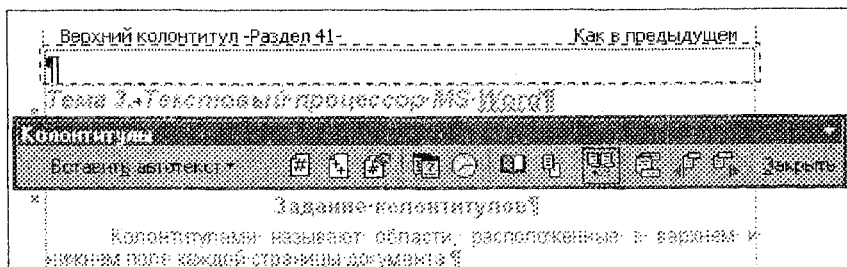 Верхний колонтитул -Раздел 41- Как в предыдущем
¶
Тема 3.→Текстовый·процессор·MS·Word¶
Колонтитулы
Вставить автотекст Закрыть
Задание·колонтитулов¶
Колонтитулами· называют· области,· расположенные· в· верхнем· и·
нижнем поле каждой страницы документа.¶